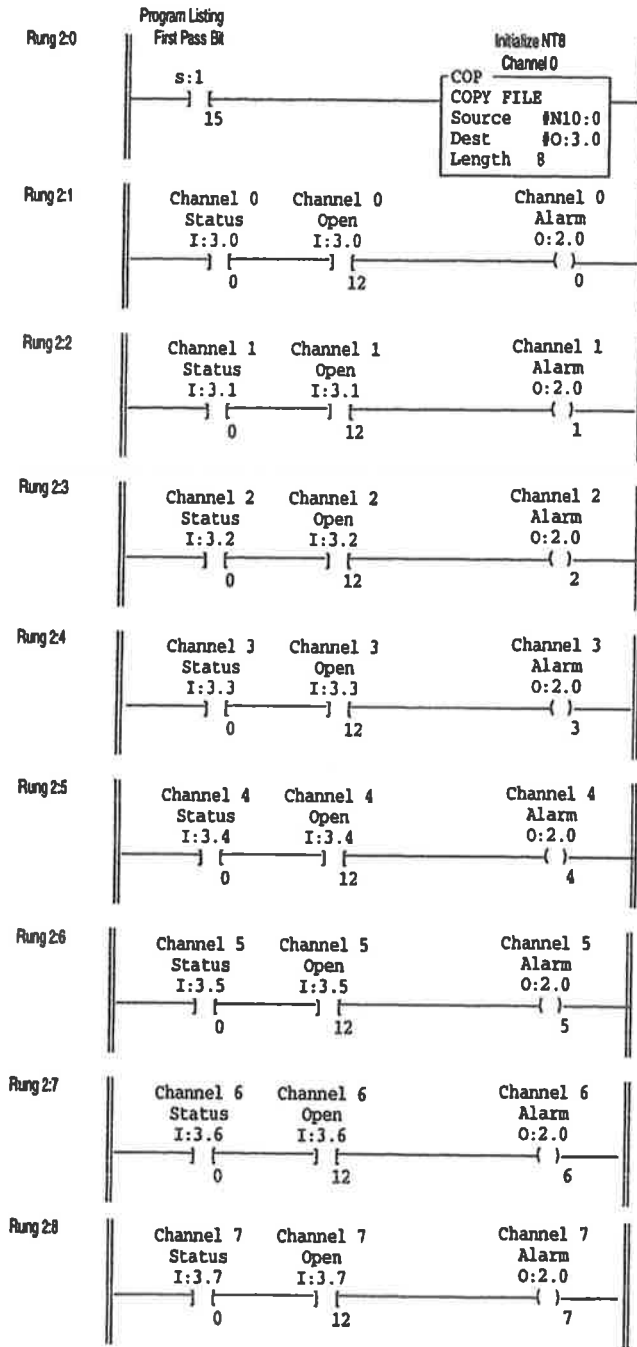 Program Listing
Rung 2:0 First Pass Bit Initialize NT8
Channel 0
s:1 COP
] [ COPY FILE
15 Source #N10:0
Dest #O:3.0
Length 8
Rung 2:1 Channel 0 Channel 0 Channel 0
Status Open Alarm
I:3.0 I:3.0 O:2.0
] [ ] [ ( )
0 12 0
Rung 2:2 Channel 1 Channel 1 Channel 1
Status Open Alarm
I:3.1 I:3.1 O:2.0
] [ ] [ ( )
0 12 1
Rung 2:3 Channel 2 Channel 2 Channel 2
Status Open Alarm
I:3.2 I:3.2 O:2.0
] [ ] [ ( )
0 12 2
Rung 2:4 Channel 3 Channel 3 Channel 3
Status Open Alarm
I:3.3 I:3.3 O:2.0
] [ ] [ ( )
0 12 3
Rung 2:5 Channel 4 Channel 4 Channel 4
Status Open Alarm
I:3.4 I:3.4 O:2.0
] [ ] [ ( )
0 12 4
Rung 2:6 Channel 5 Channel 5 Channel 5
Status Open Alarm
I:3.5 I:3.5 O:2.0
] [ ] [ ( )
0 12 5
Rung 2:7 Channel 6 Channel 6 Channel 6
Status Open Alarm
I:3.6 I:3.6 O:2.0
] [ ] [ ( )
0 12 6
Rung 2:8 Channel 7 Channel 7 Channel 7
Status Open Alarm
I:3.7 I:3.7 O:2.0
] [ ] [ ( )
0 12 7